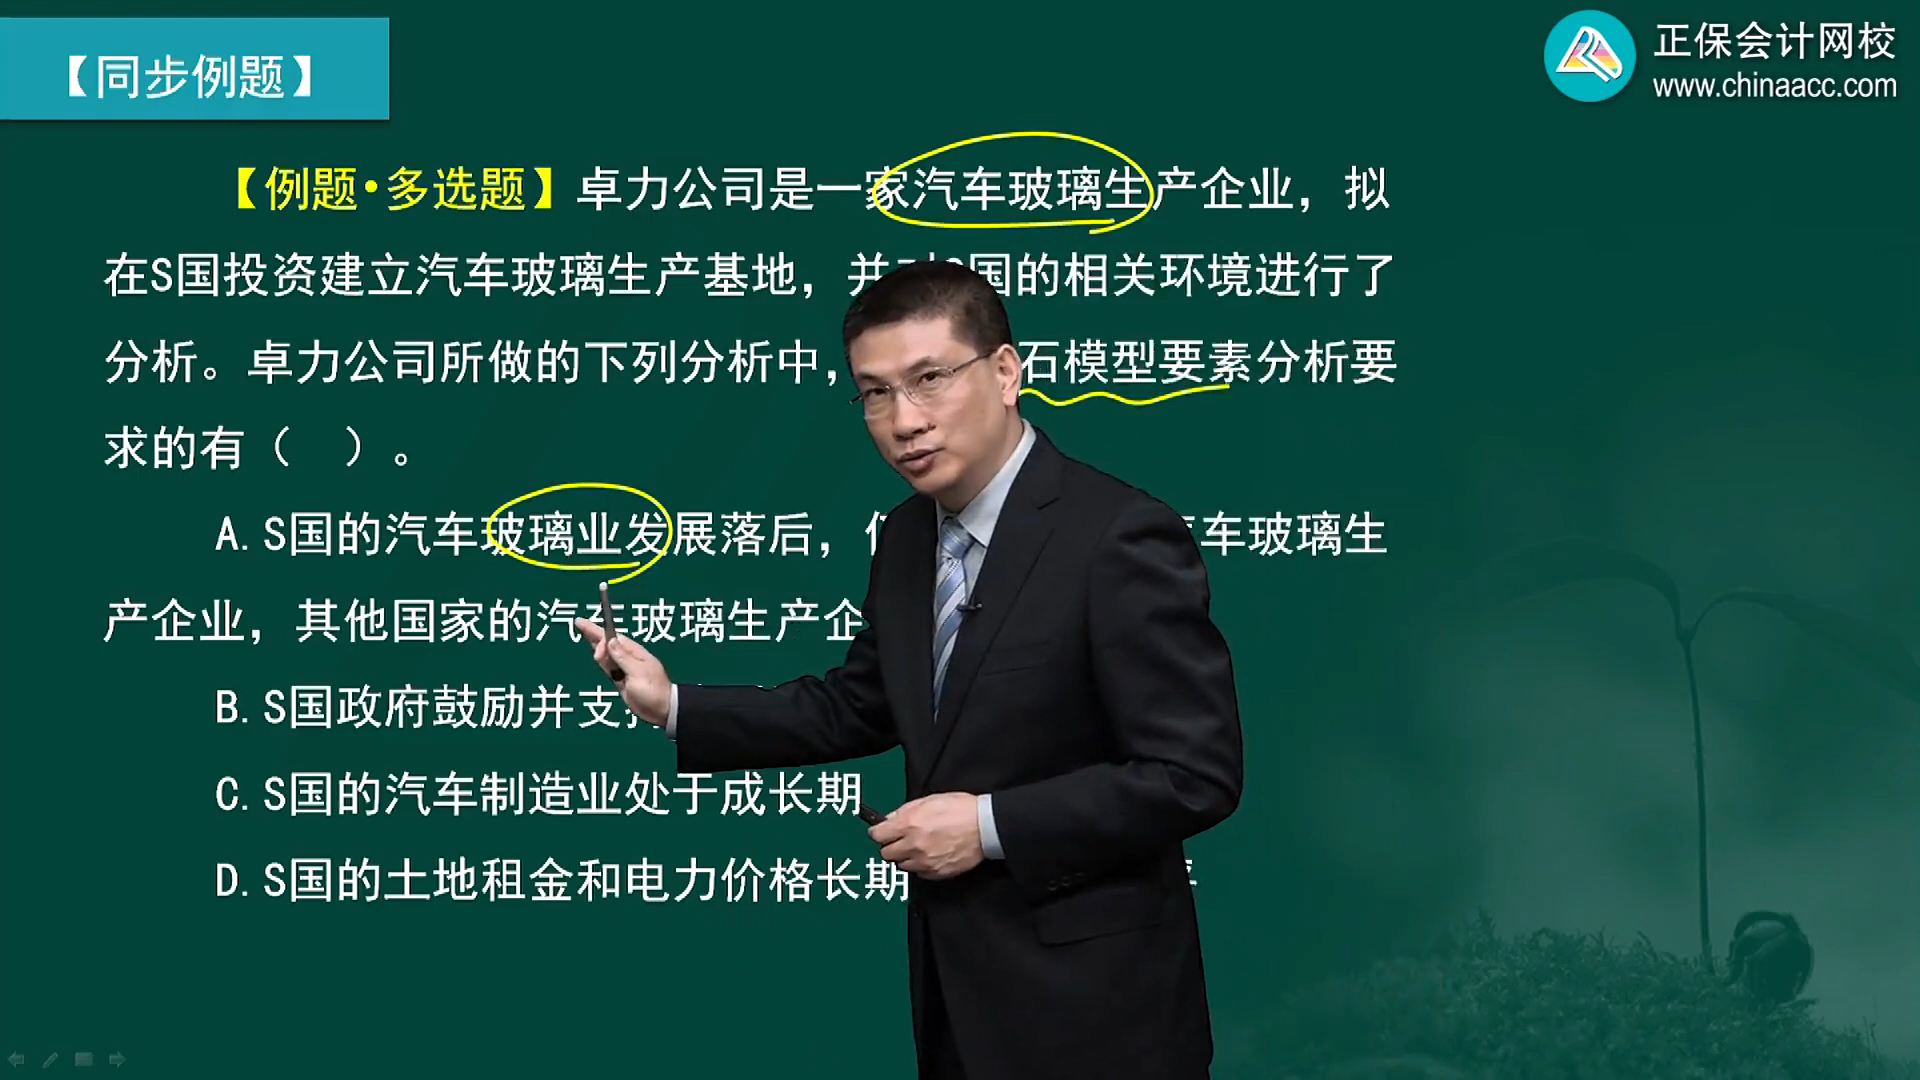 【同步例题】
正保会计网校
www.chinaacc.com
【例题·多选题】卓力公司是一家汽车玻璃生产企业，拟
在S国投资建立汽车玻璃生产基地，并对S国的相关环境进行了
分析。卓力公司所做的下列分析中，石模型要素分析要
求的有（ ）。
A.S国的汽车玻璃业发展落后，汽车玻璃生
产企业，其他国家的汽车玻璃生产企
B.S国政府鼓励并支持
C.S国的汽车制造业处于成长期
D.S国的土地租金和电力价格长期